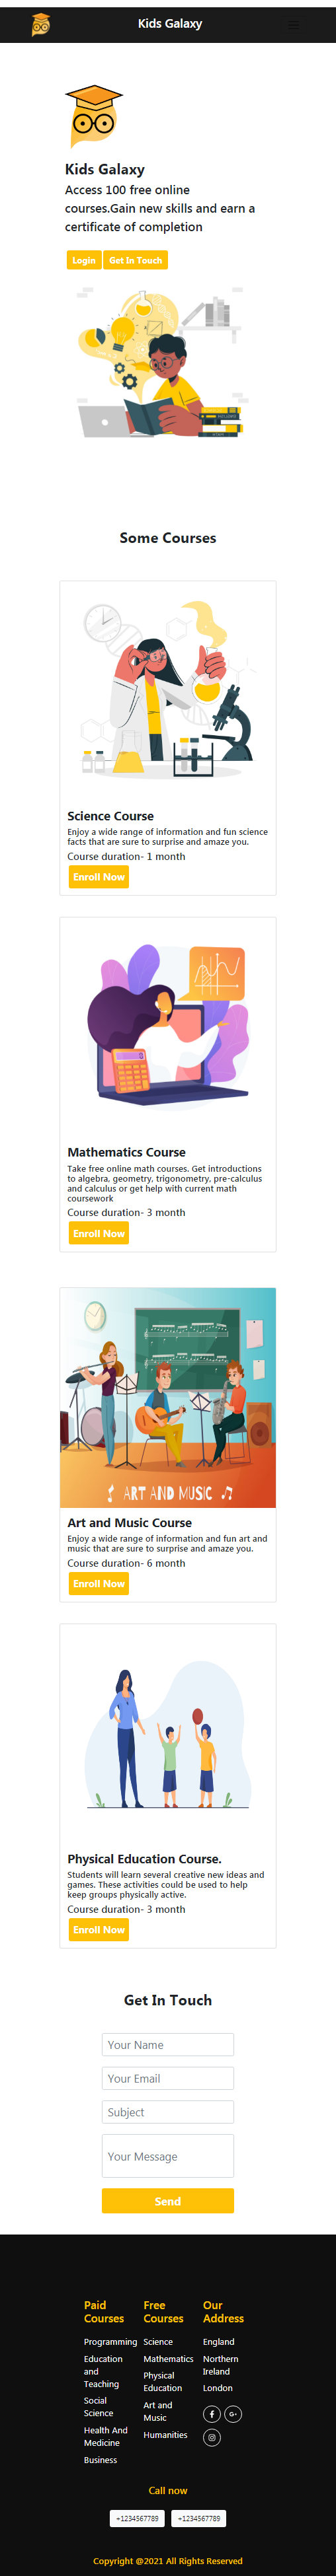 Kids Galaxy
Kids Galaxy
Access 100 free online
courses.Gain new skills and earn a
certificate of completion
Login
Get In Touch
Some Courses
Science Course
Enjoy a wide range of information and fun science
facts that are sure to surprise and amaze you.
Course duration- 1 month
Enroll Now
Mathematics Course
Take free online math courses. Get introductions
to algebra, geometry, trigonometry, pre-calculus
and calculus or get help with current math
coursework
Course duration- 3 month
Enroll Now
ART AND MUSIC
Art and Music Course
Enjoy a wide range of information and fun art and
music that are sure to surprise and amaze you.
Course duration- 6 month
Enroll Now
Physical Education Course.
Students will learn several creative new ideas and
games. These activities could be used to help
keep groups physically active.
Course duration- 3 month
Enroll Now
Get In Touch
Your Name
Your Email
Subject
Your Message
Send
Paid
Courses
Programming
Education
and
Teaching
Social
Science
Health And
Medicine
Business
Free
Courses
Science
Mathematics
Physical
Education
Art and
Music
Humanities
Our
Address
England
Northern
Ireland
London
Call now
+1234567789
+1234567789
Copyright @2021 All Rights Reserved